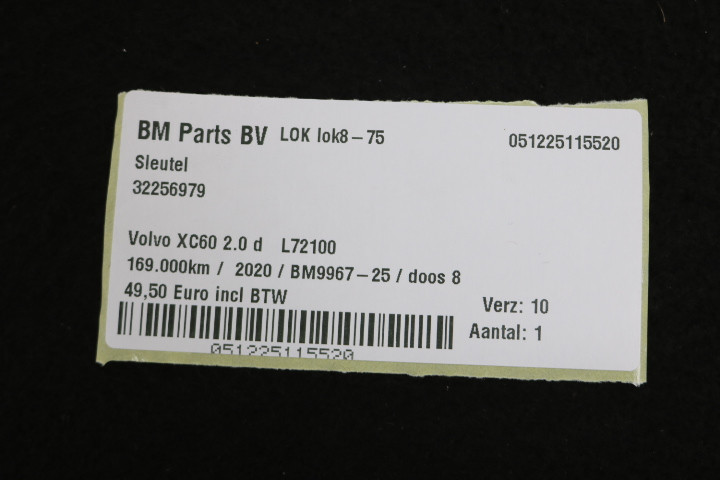 BM Parts BV LOK lok8-75 051225115520
Sleutel
32256979
Volvo XC60 2.0 d L72100
169.000km / 2020 / BM9967-25 / doos 8
49,50 Euro incl BTW
Verz: 10
Aantal: 1
051225115520